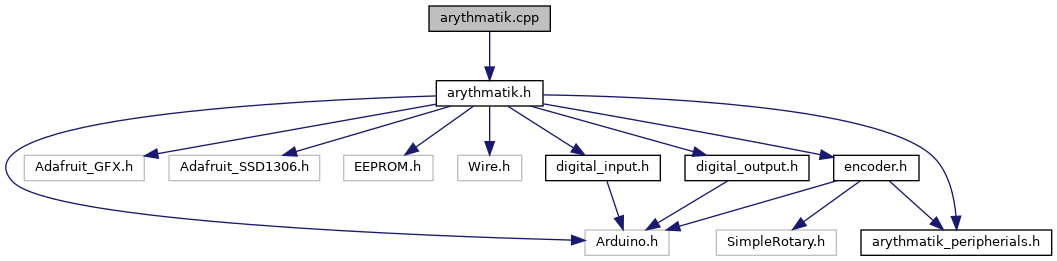 arythmatik.cpp
arythmatik.h
Adafruit_GFX.h
Adafruit_SSD1306.h
EEPROM.h
Wire.h
digital_input.h
digital_output.h
encoder.h
Arduino.h
SimpleRotary.h
arythmatik_peripherials.h